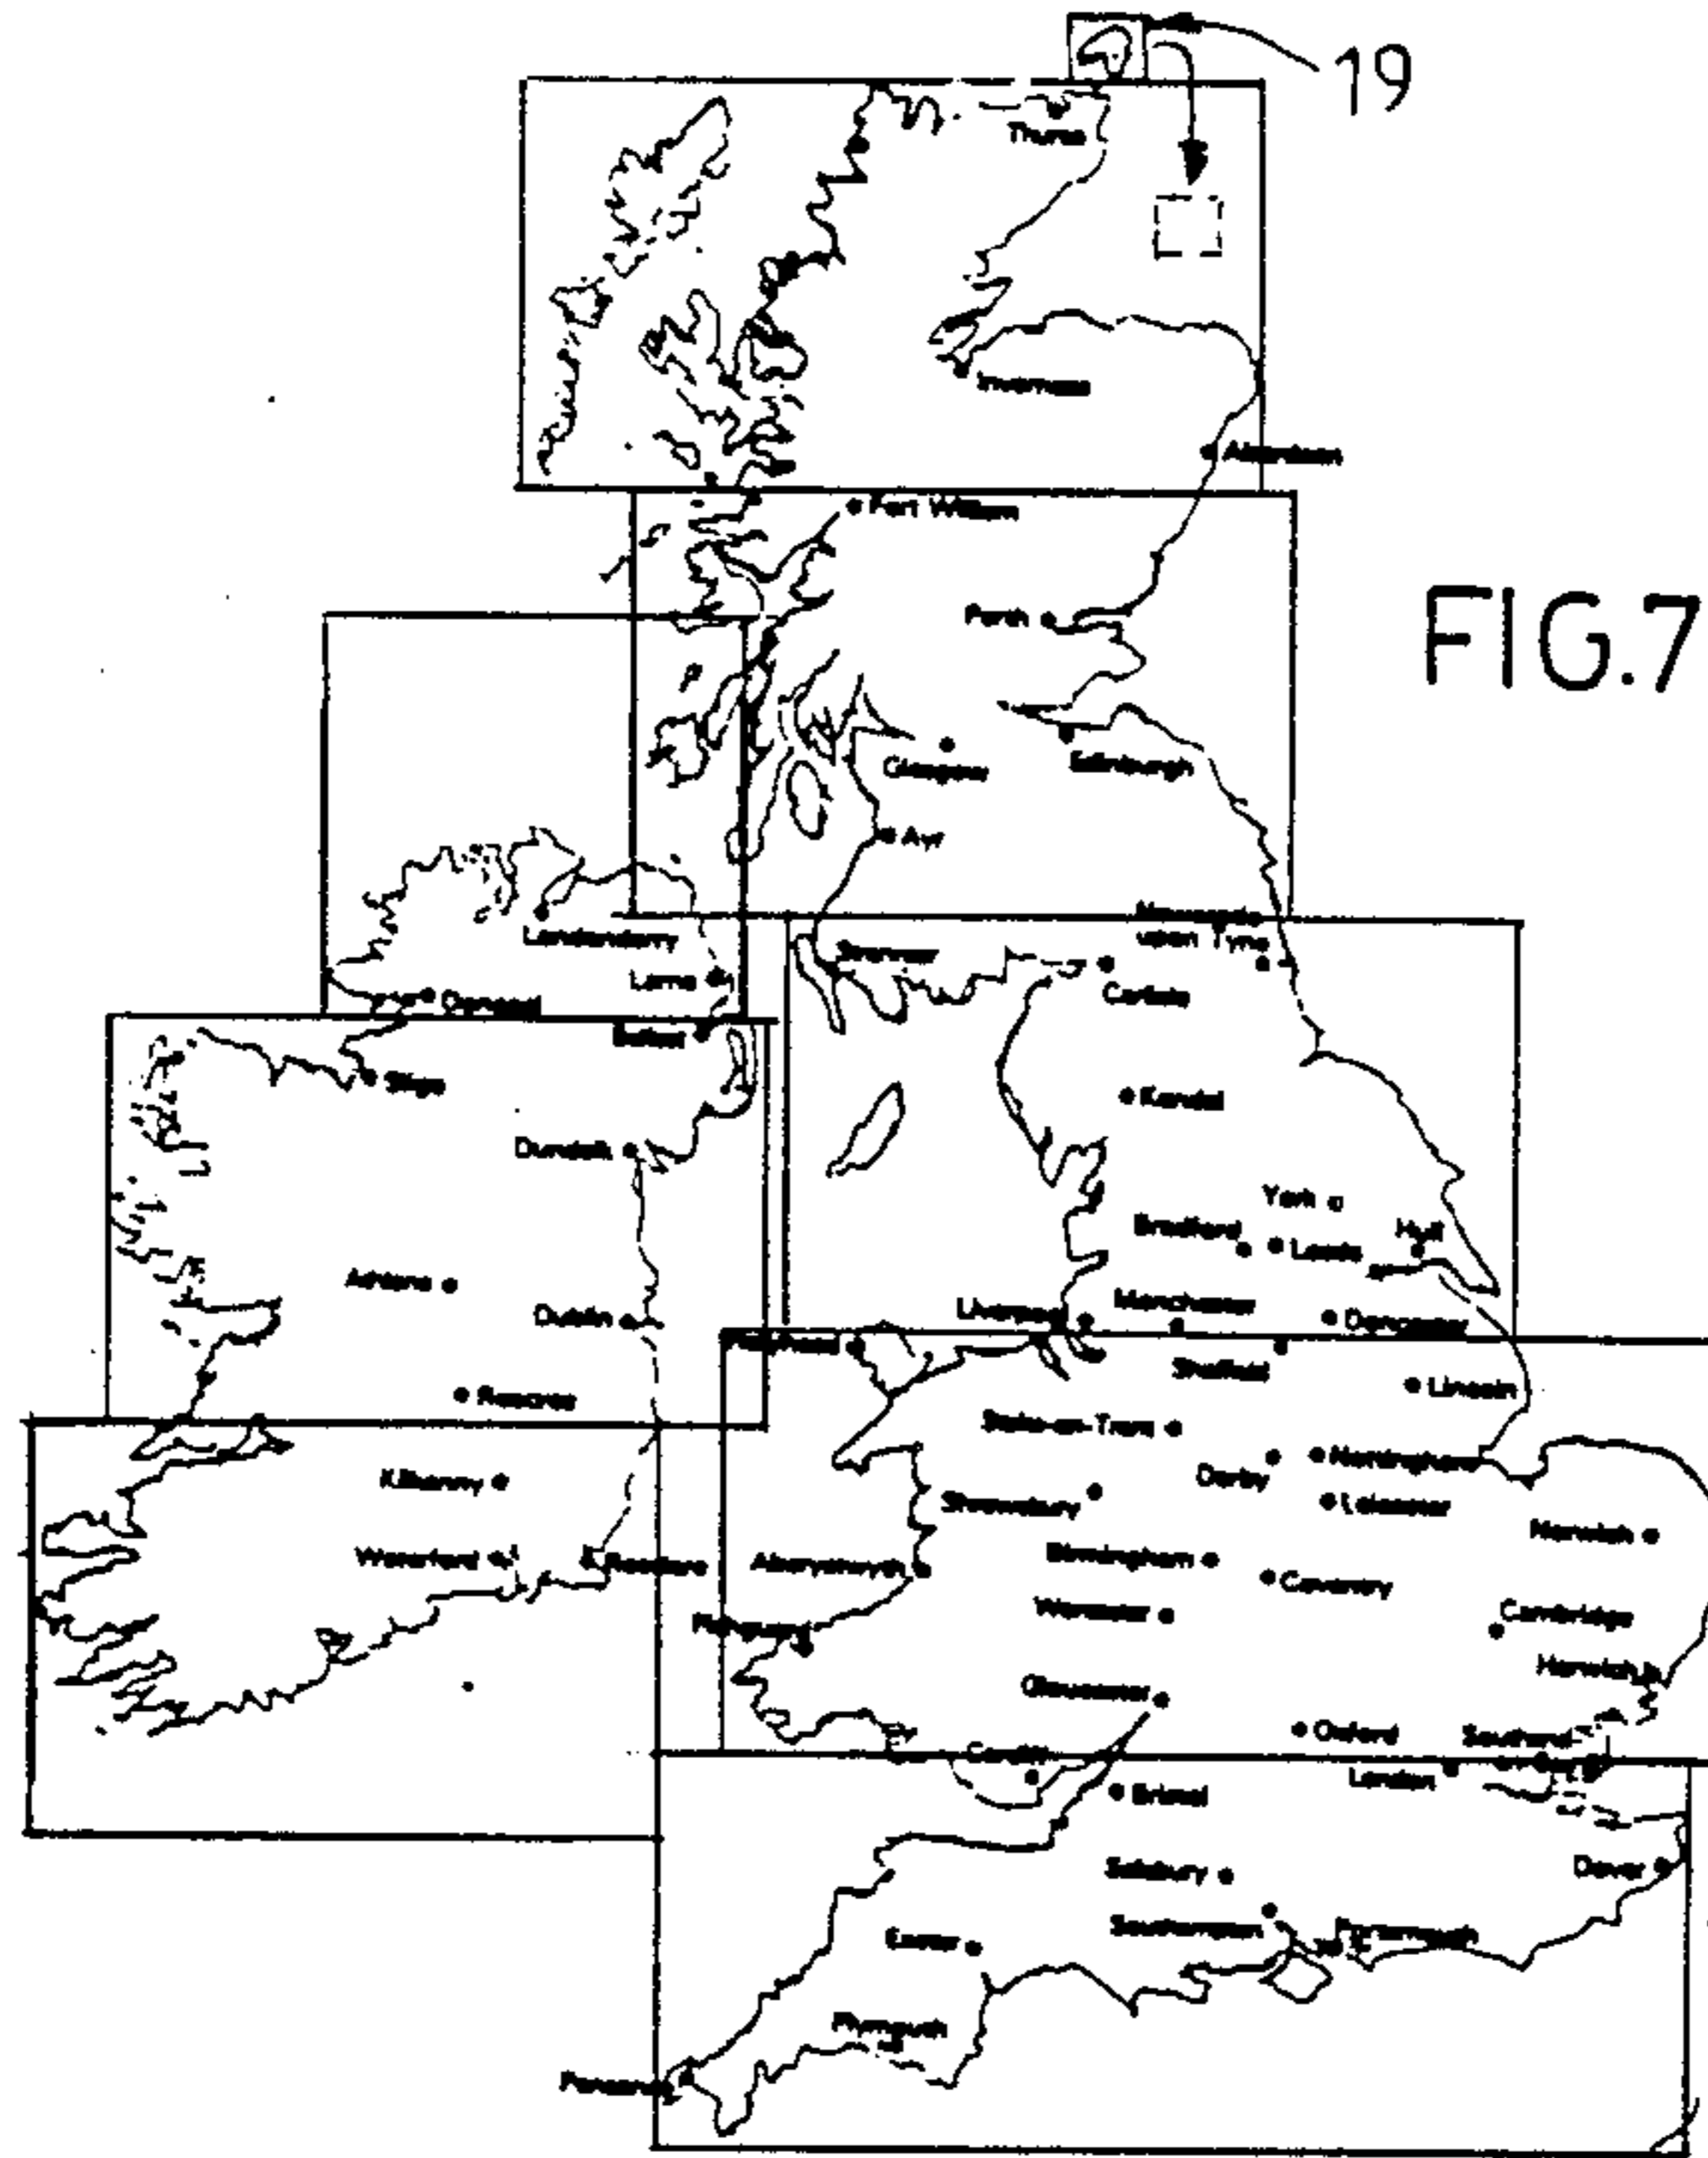 19
Thurso
Inverness
Aberdeen
Fort William
FIG.7
Perth
Glasgow
Edinburgh
Ayr
Londonderry
Newcastle
upon Tyne
Stranraer
Larne
Carlisle
Donegal
Belfast
Sligo
Kendal
Dundalk
York
Bradford
Leeds
Hull
Athlone
Dublin
Liverpool
Manchester
Doncaster
Holyhead
Sheffield
Lincoln
Roscrea
Stoke-on-Trent
Nottingham
Derby
Kilkenny
Shrewsbury
Leicester
Norwich
Waterford
Rosslare
Aberystwyth
Birmingham
Coventry
Worcester
Cambridge
Harwich
Gloucester
Oxford
Southend
Cardiff
London
Bristol
Salisbury
Dover
Southampton
Portsmouth
Exeter
Plymouth
Penzance